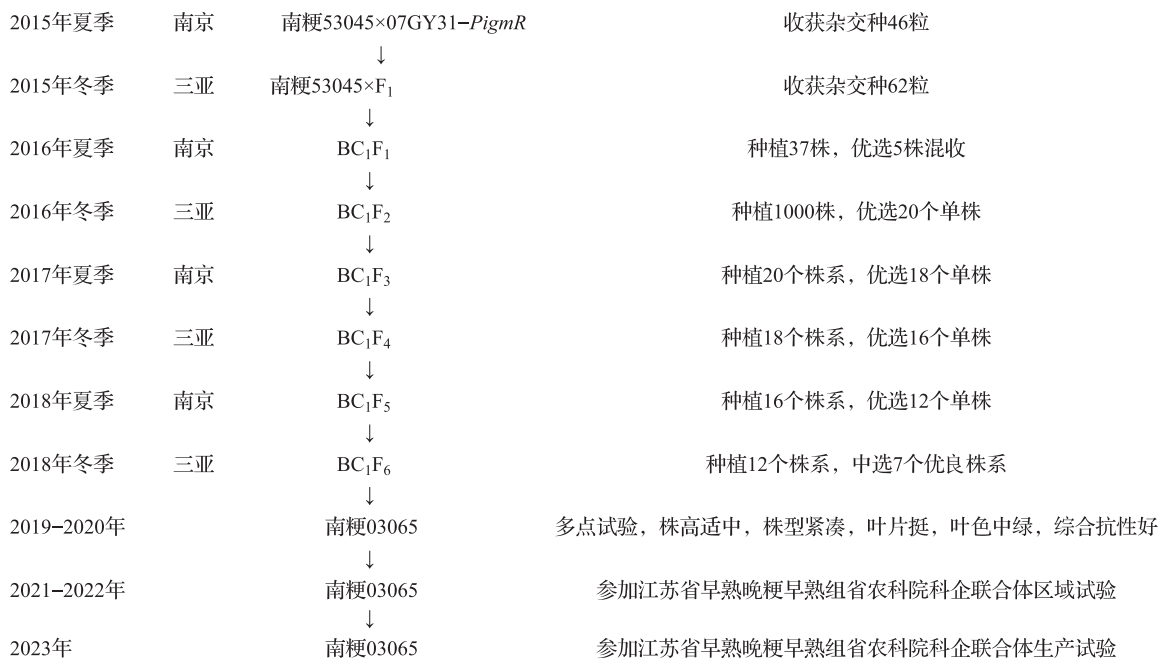 2015年夏季 南京 南粳53045×07GY31-PigmR 收获杂交种46粒
↓
2015年冬季 三亚 南粳53045×F₁ 收获杂交种62粒
↓
2016年夏季 南京 BC₁F₁ 种植37株，优选5株混收
↓
2016年冬季 三亚 BC₁F₂ 种植1000株，优选20个单株
↓
2017年夏季 南京 BC₁F₃ 种植20个株系，优选18个单株
↓
2017年冬季 三亚 BC₁F₄ 种植18个株系，优选16个单株
↓
2018年夏季 南京 BC₁F₅ 种植16个株系，优选12个单株
↓
2018年冬季 三亚 BC₁F₆ 种植12个株系，中选7个优良株系
↓
2019-2020年 南粳03065 多点试验，株高适中，株型紧凑，叶片挺，叶色中绿，综合抗性好
↓
2021-2022年 南粳03065 参加江苏省早熟晚粳早熟组省农科院科企联合体区域试验
↓
2023年 南粳03065 参加江苏省早熟晚粳早熟组省农科院科企联合体生产试验